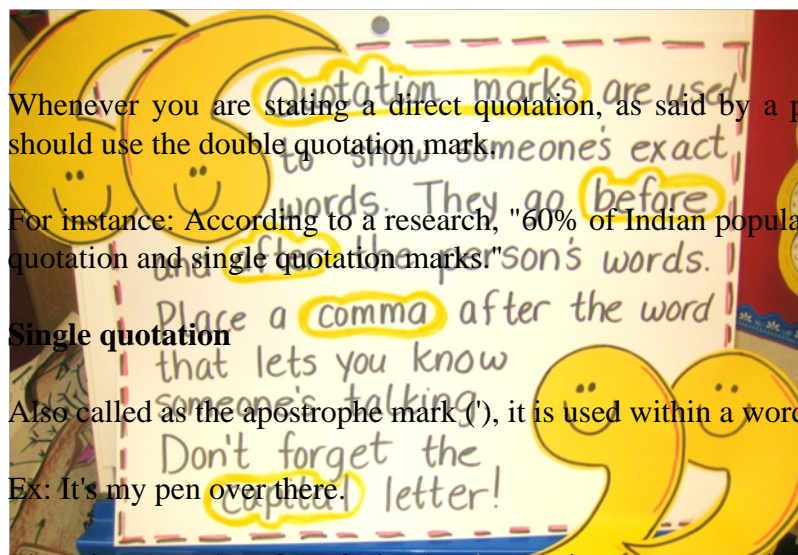 Quotation marks are used
Whenever you are stating a direct quotation, as said by a p
should use the double quotation mark.
to show someone's exact
words. They go before
For instance: According to a research, "60% of Indian popula
quotation and single quotation marks."
and after the person's words.
Place a comma after the word
Single quotation
that lets you know
someone's talking.
Also called as the apostrophe mark ('), it is used within a word
Don't forget the
Ex: It's my pen over there.
capital letter!